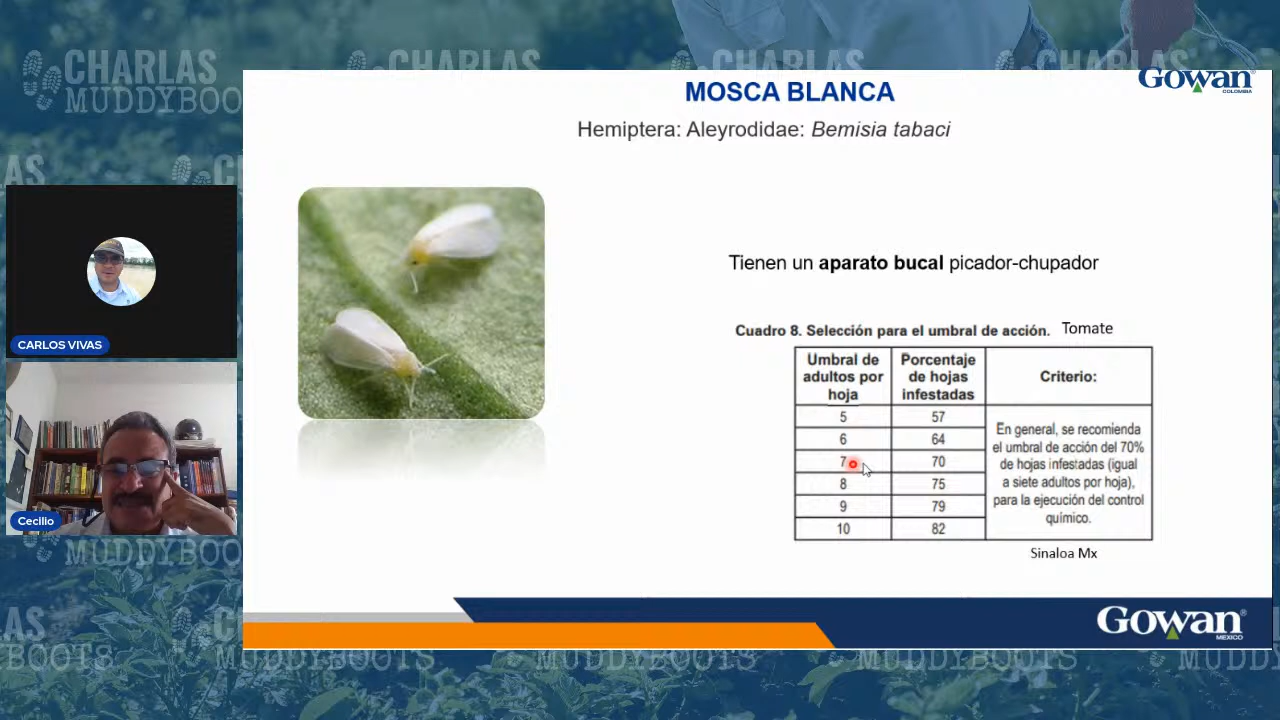 CHARLAS
MUDDYBOOTS
Gowan
COLOMBIA
MOSCA BLANCA
Hemiptera: Aleyrodidae: Bemisia tabaci
Tienen un aparato bucal picador-chupador
CARLOS VIVAS
Cecilio
Cuadro 8. Selección para el umbral de acción. Tomate
Umbral de adultos por hoja
Porcentaje de hojas infestadas
Criterio:
5 57
6 64
7 70
8 75
9 79
10 82
En general, se recomienda
el umbral de acción del 70%
de hojas infestadas (igual
a siete adultos por hoja),
para la ejecución del control
químico.
Sinaloa Mx
Gowan
MEXICO
MUDDYBOOTS